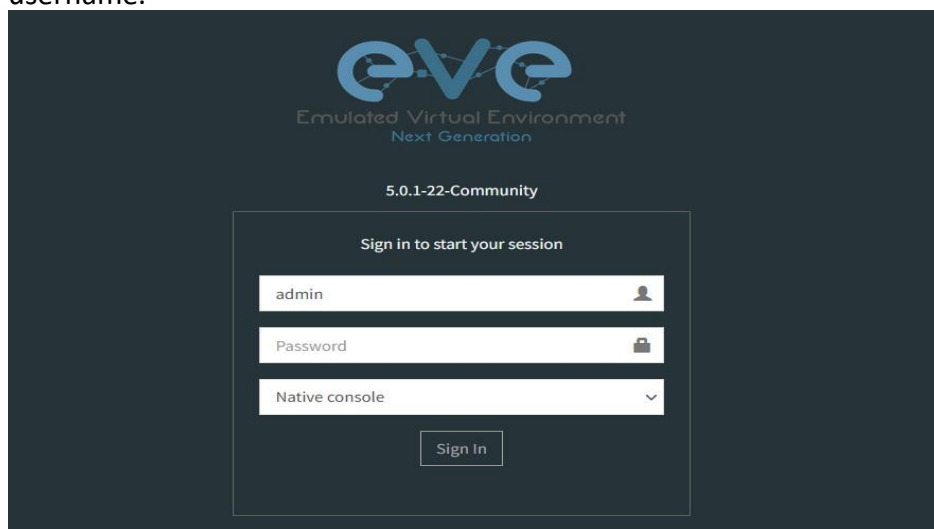 username:
eve
Emulated Virtual Environment
Next Generation
5.0.1-22-Community
Sign in to start your session
admin
Password
Native console
Sign In